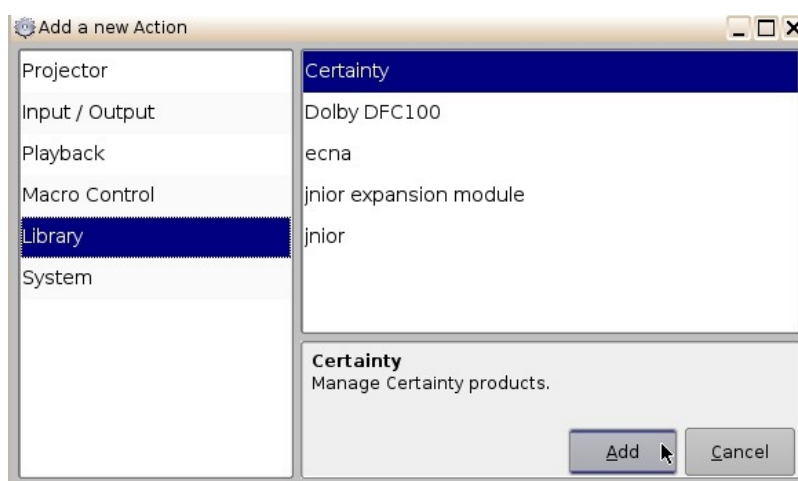 Add a new Action
Projector
Input / Output
Playback
Macro Control
Library
System
Certainty
Dolby DFC100
ecna
jnior expansion module
jnior
Certainty
Manage Certainty products.
Add
Cancel